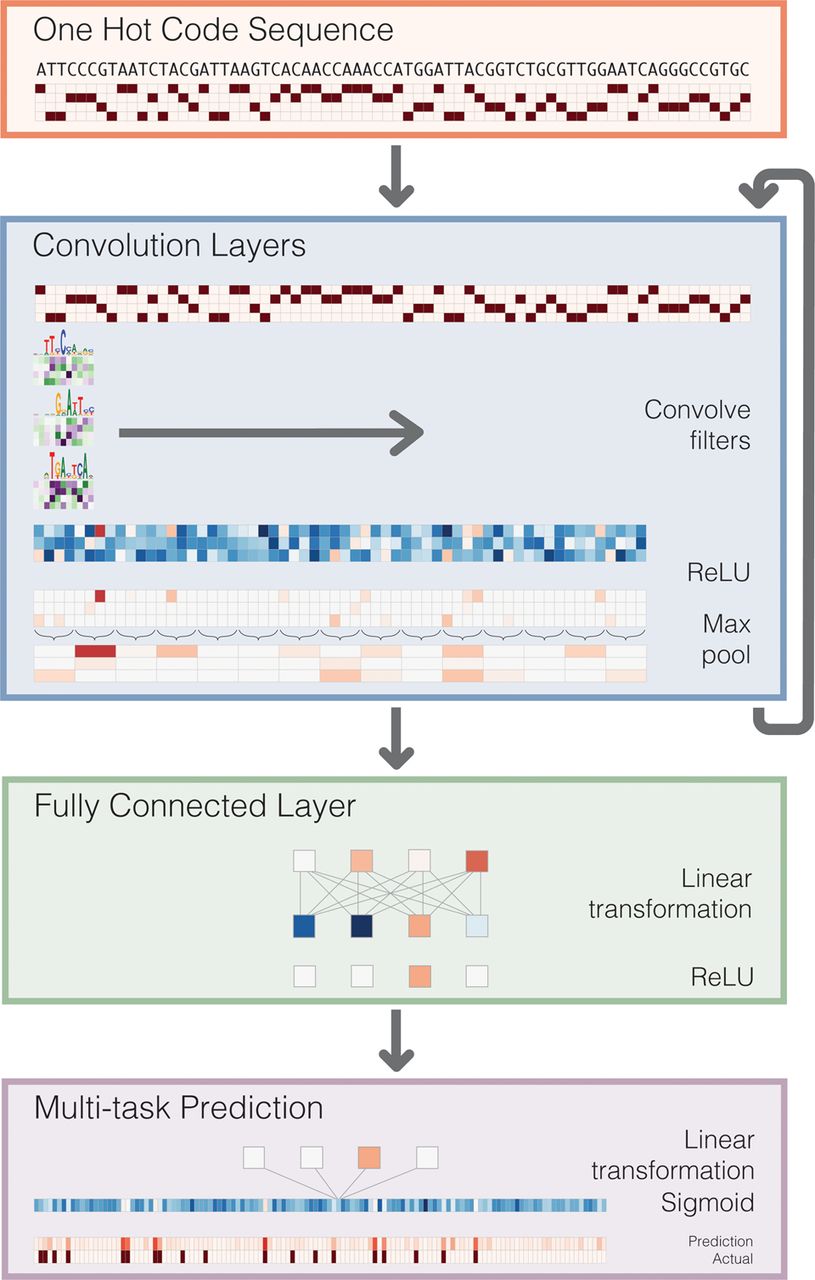 One Hot Code Sequence
ATTCCCGTAATCTACGATTAAGTCACAACCAAACCATGGATTACGGTCTGCGTTGGAATCAGGGCCGTGC
Convolution Layers
Convolve
filters
ReLU
Max
pool
Fully Connected Layer
Linear
transformation
ReLU
Multi-task Prediction
Linear
transformation
Sigmoid
Prediction
Actual